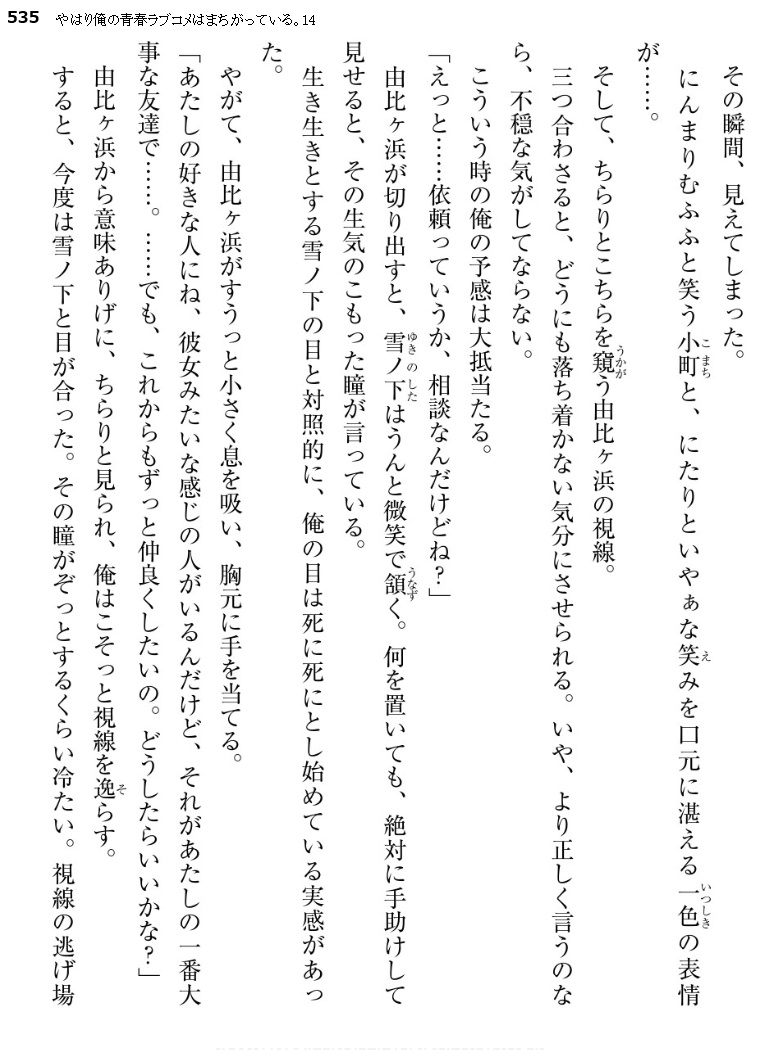 535 やはり俺の青春ラブコメはまちがっている。14
その瞬間、見えてしまった。
にんまりむふふと笑う小町と、にたりといやぁな笑みを口元に湛える一色の表情
が……。
そして、ちらりとこちらを窺う由比ヶ浜の視線。
三つ合わさると、どうにも落ち着かない気分にさせられる。いや、より正しく言うのな
ら、不穏な気がしてならない。
こういう時の俺の予感は大抵当たる。
「えっと……依頼っていうか、相談なんだけどね?」
由比ヶ浜が切り出すと、雪ノ下はうんと微笑で頷く。何を置いても、絶対に手助けして
見せると、その生気のこもった瞳が言っている。
生き生きとする雪ノ下の目と対照的に、俺の目は死に死にとし始めている実感があっ
た。
やがて、由比ヶ浜がすうっと小さく息を吸い、胸元に手を当てる。
「あたしの好きな人にね、彼女みたいな感じの人がいるんだけど、それがあたしの一番大
事な友達で……。……でも、これからもずっと仲良くしたいの。どうしたらいいかな?」
由比ヶ浜から意味ありげに、ちらりと見られ、俺はこそっと視線を逸らす。
すると、今度は雪ノ下と目が合った。その瞳がぞっとするくらい冷たい。視線の逃げ場